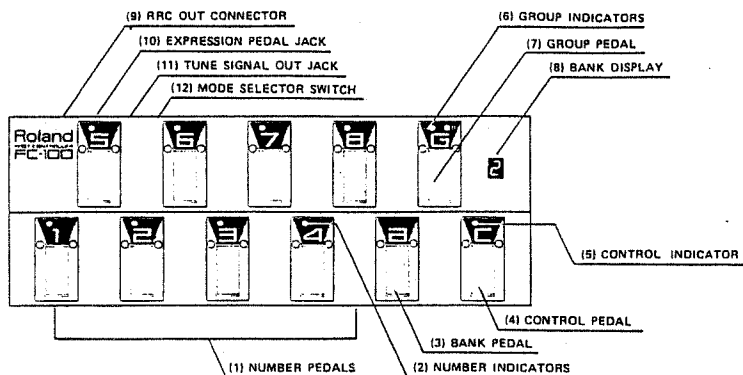 (9) RRC OUT CONNECTOR
(10) EXPRESSION PEDAL JACK
(11) TUNE SIGNAL OUT JACK
(12) MODE SELECTOR SWITCH
(6) GROUP INDICATORS
(7) GROUP PEDAL
(8) BANK DISPLAY
Roland
FC-100
5 6 7 8 G
2
1 2 3 4 B C
(5) CONTROL INDICATOR
(4) CONTROL PEDAL
(3) BANK PEDAL
(1) NUMBER PEDALS
(2) NUMBER INDICATORS